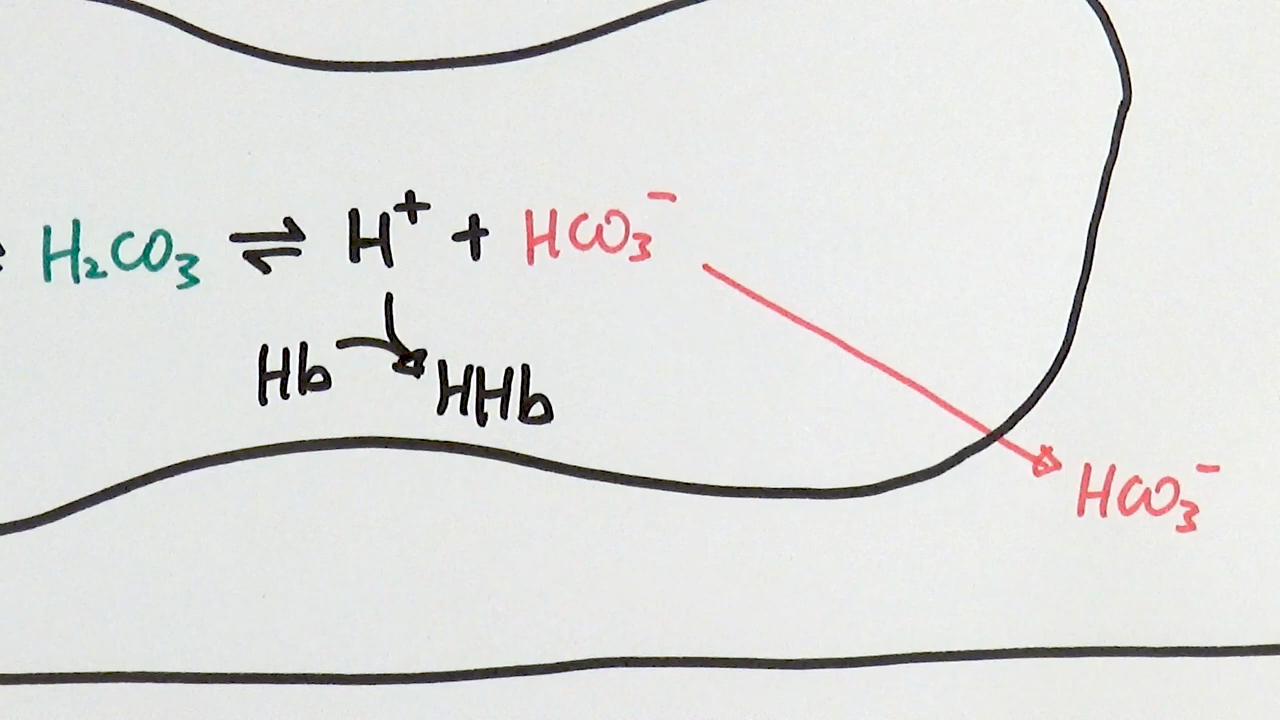 H₂CO₃ ⇌ H⁺ + HCO₃⁻
Hb HHb
HCO₃⁻